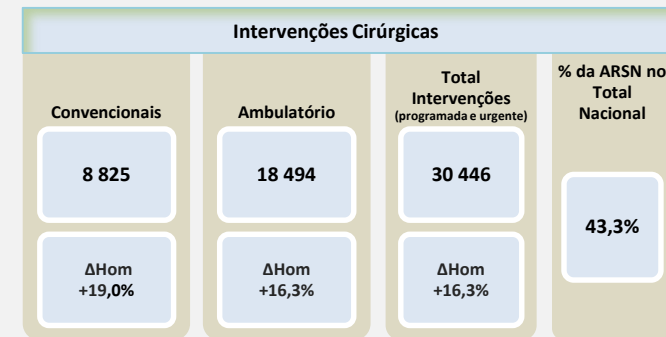 Intervenções Cirúrgicas
Convencionais
8 825
ΔHom
+19,0%
Ambulatório
18 494
ΔHom
+16,3%
Total
Intervenções
(programada e urgente)
30 446
ΔHom
+16,3%
% da ARSN no
Total
Nacional
43,3%